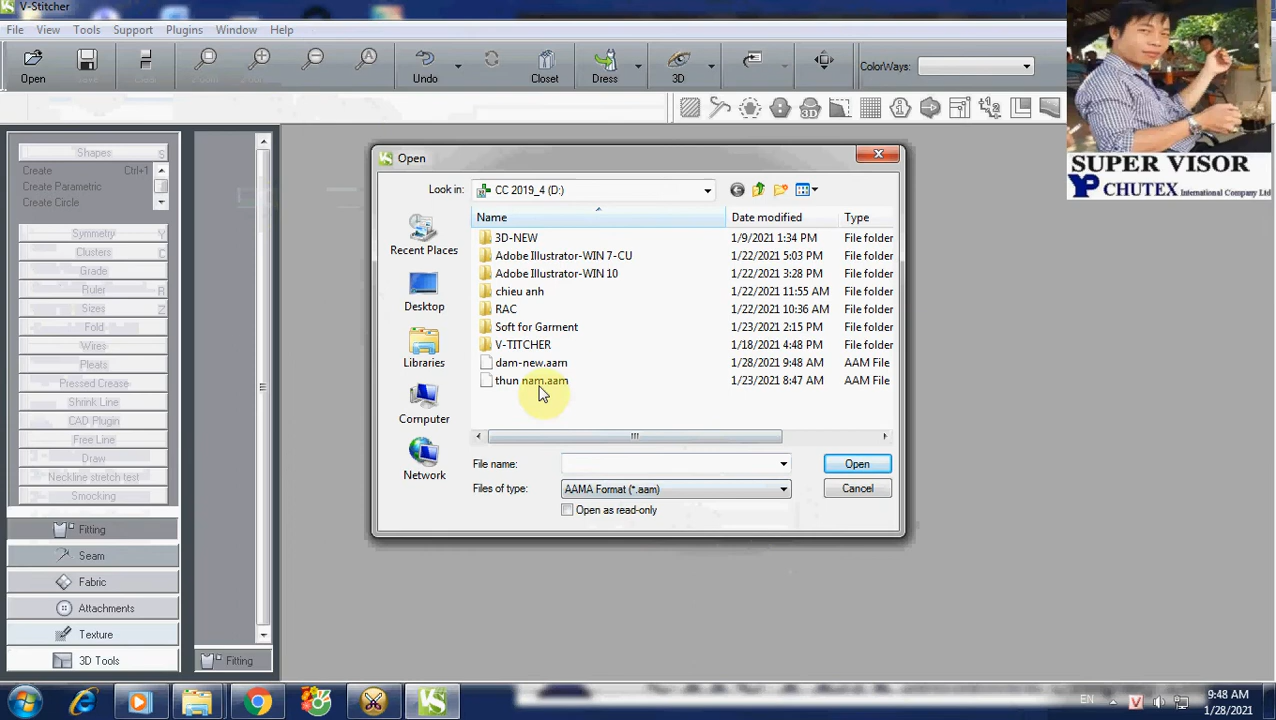 V-Stitcher
File View Tools Support Plugins Window Help
Open Undo Closet Dress 3D ColorWays:
SUPER VISOR
CHUTEX International Company Ltd
Shapes S
Create Ctrl+1
Create Parametric
Create Circle
Symmetry Y
Clusters
Grade
Ruler R
Sizes Z
Fold
Wires
Pleats
Pressed Crease
Shrink Line
CAD Plugin
Free Line
Draw
Neckline stretch test
Smocking
Fitting
Seam
Fabric
Attachments
Texture
3D Tools
Fitting
Open
Look in: CC 2019_4 (D:)
Recent Places
Desktop
Libraries
Computer
Network
Name Date modified Type
3D-NEW 1/9/2021 1:34 PM File folder
Adobe Illustrator-WIN 7-CU 1/22/2021 5:03 PM File folder
Adobe Illustrator-WIN 10 1/22/2021 3:28 PM File folder
chieu anh 1/22/2021 11:55 AM File folder
RAC 1/22/2021 10:36 AM File folder
Soft for Garment 1/23/2021 2:15 PM File folder
V-TITCHER 1/18/2021 4:48 PM File folder
dam-new.aam 1/28/2021 9:48 AM AAM File
thun nam.aam 1/23/2021 8:47 AM AAM File
File name: Open
Files of type: AAMA Format (*.aam) Cancel
Open as read-only
EN
9:48 AM
1/28/2021